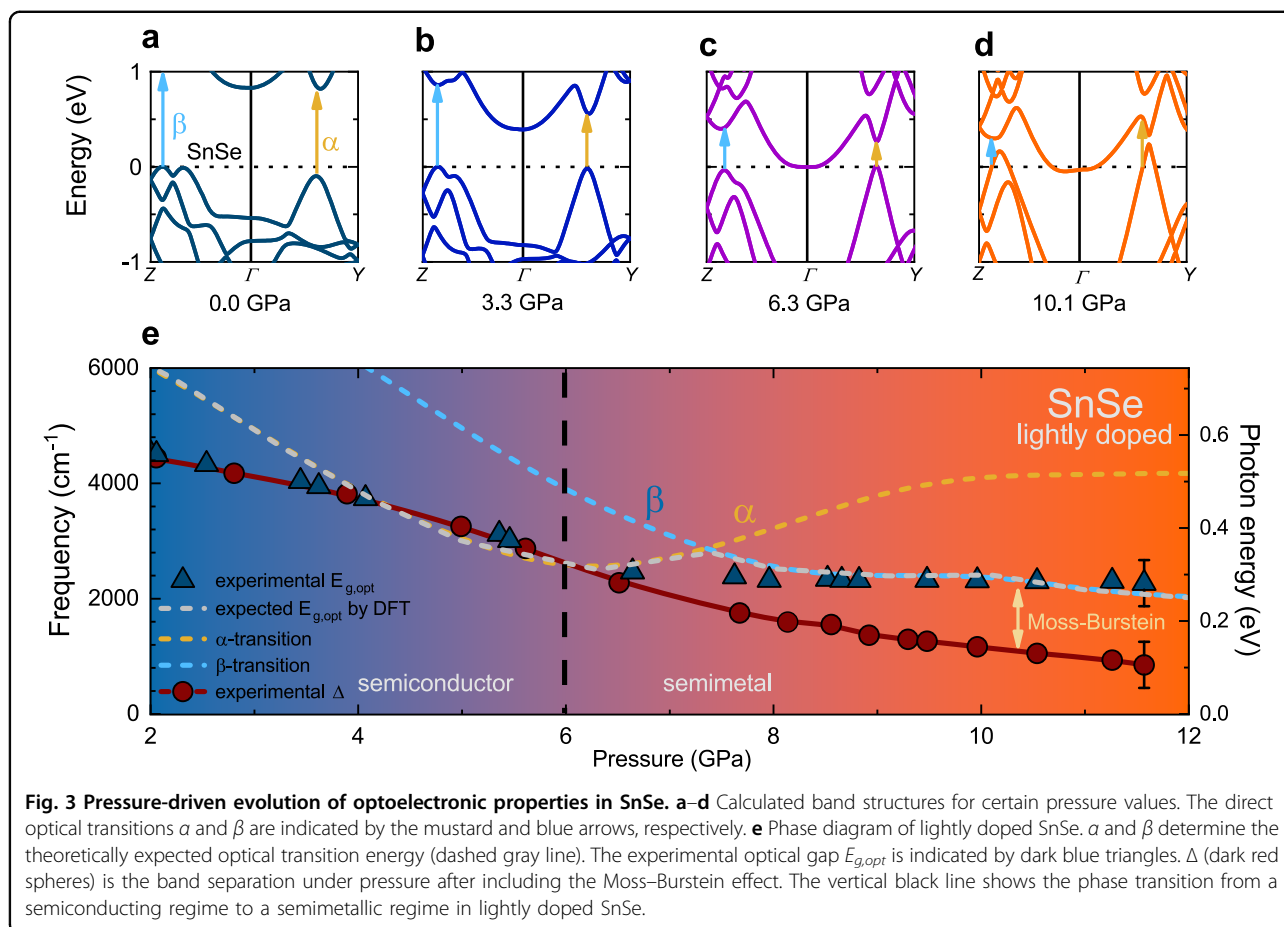 a
b
c
d
Energy (eV)
1
0
-1
β
SnSe
α
Z
Γ
Y
0.0 GPa
Z
Γ
Y
3.3 GPa
Z
Γ
Y
6.3 GPa
Z
Γ
Y
10.1 GPa
e
Frequency (cm⁻¹)
6000
4000
2000
0
SnSe
lightly doped
β
α
Moss-Burstein
experimental E g,opt
expected E g,opt by DFT
α-transition
β-transition
experimental Δ
semiconductor
semimetal
0.6
0.4
0.2
0.0
Photon energy (eV)
2
4
6
8
10
12
Pressure (GPa)
Fig. 3 Pressure-driven evolution of optoelectronic properties in SnSe. a–d Calculated band structures for certain pressure values. The direct
optical transitions α and β are indicated by the mustard and blue arrows, respectively. e Phase diagram of lightly doped SnSe. α and β determine the
theoretically expected optical transition energy (dashed gray line). The experimental optical gap E g,opt is indicated by dark blue triangles. Δ (dark red
spheres) is the band separation under pressure after including the Moss–Burstein effect. The vertical black line shows the phase transition from a
semiconducting regime to a semimetallic regime in lightly doped SnSe.